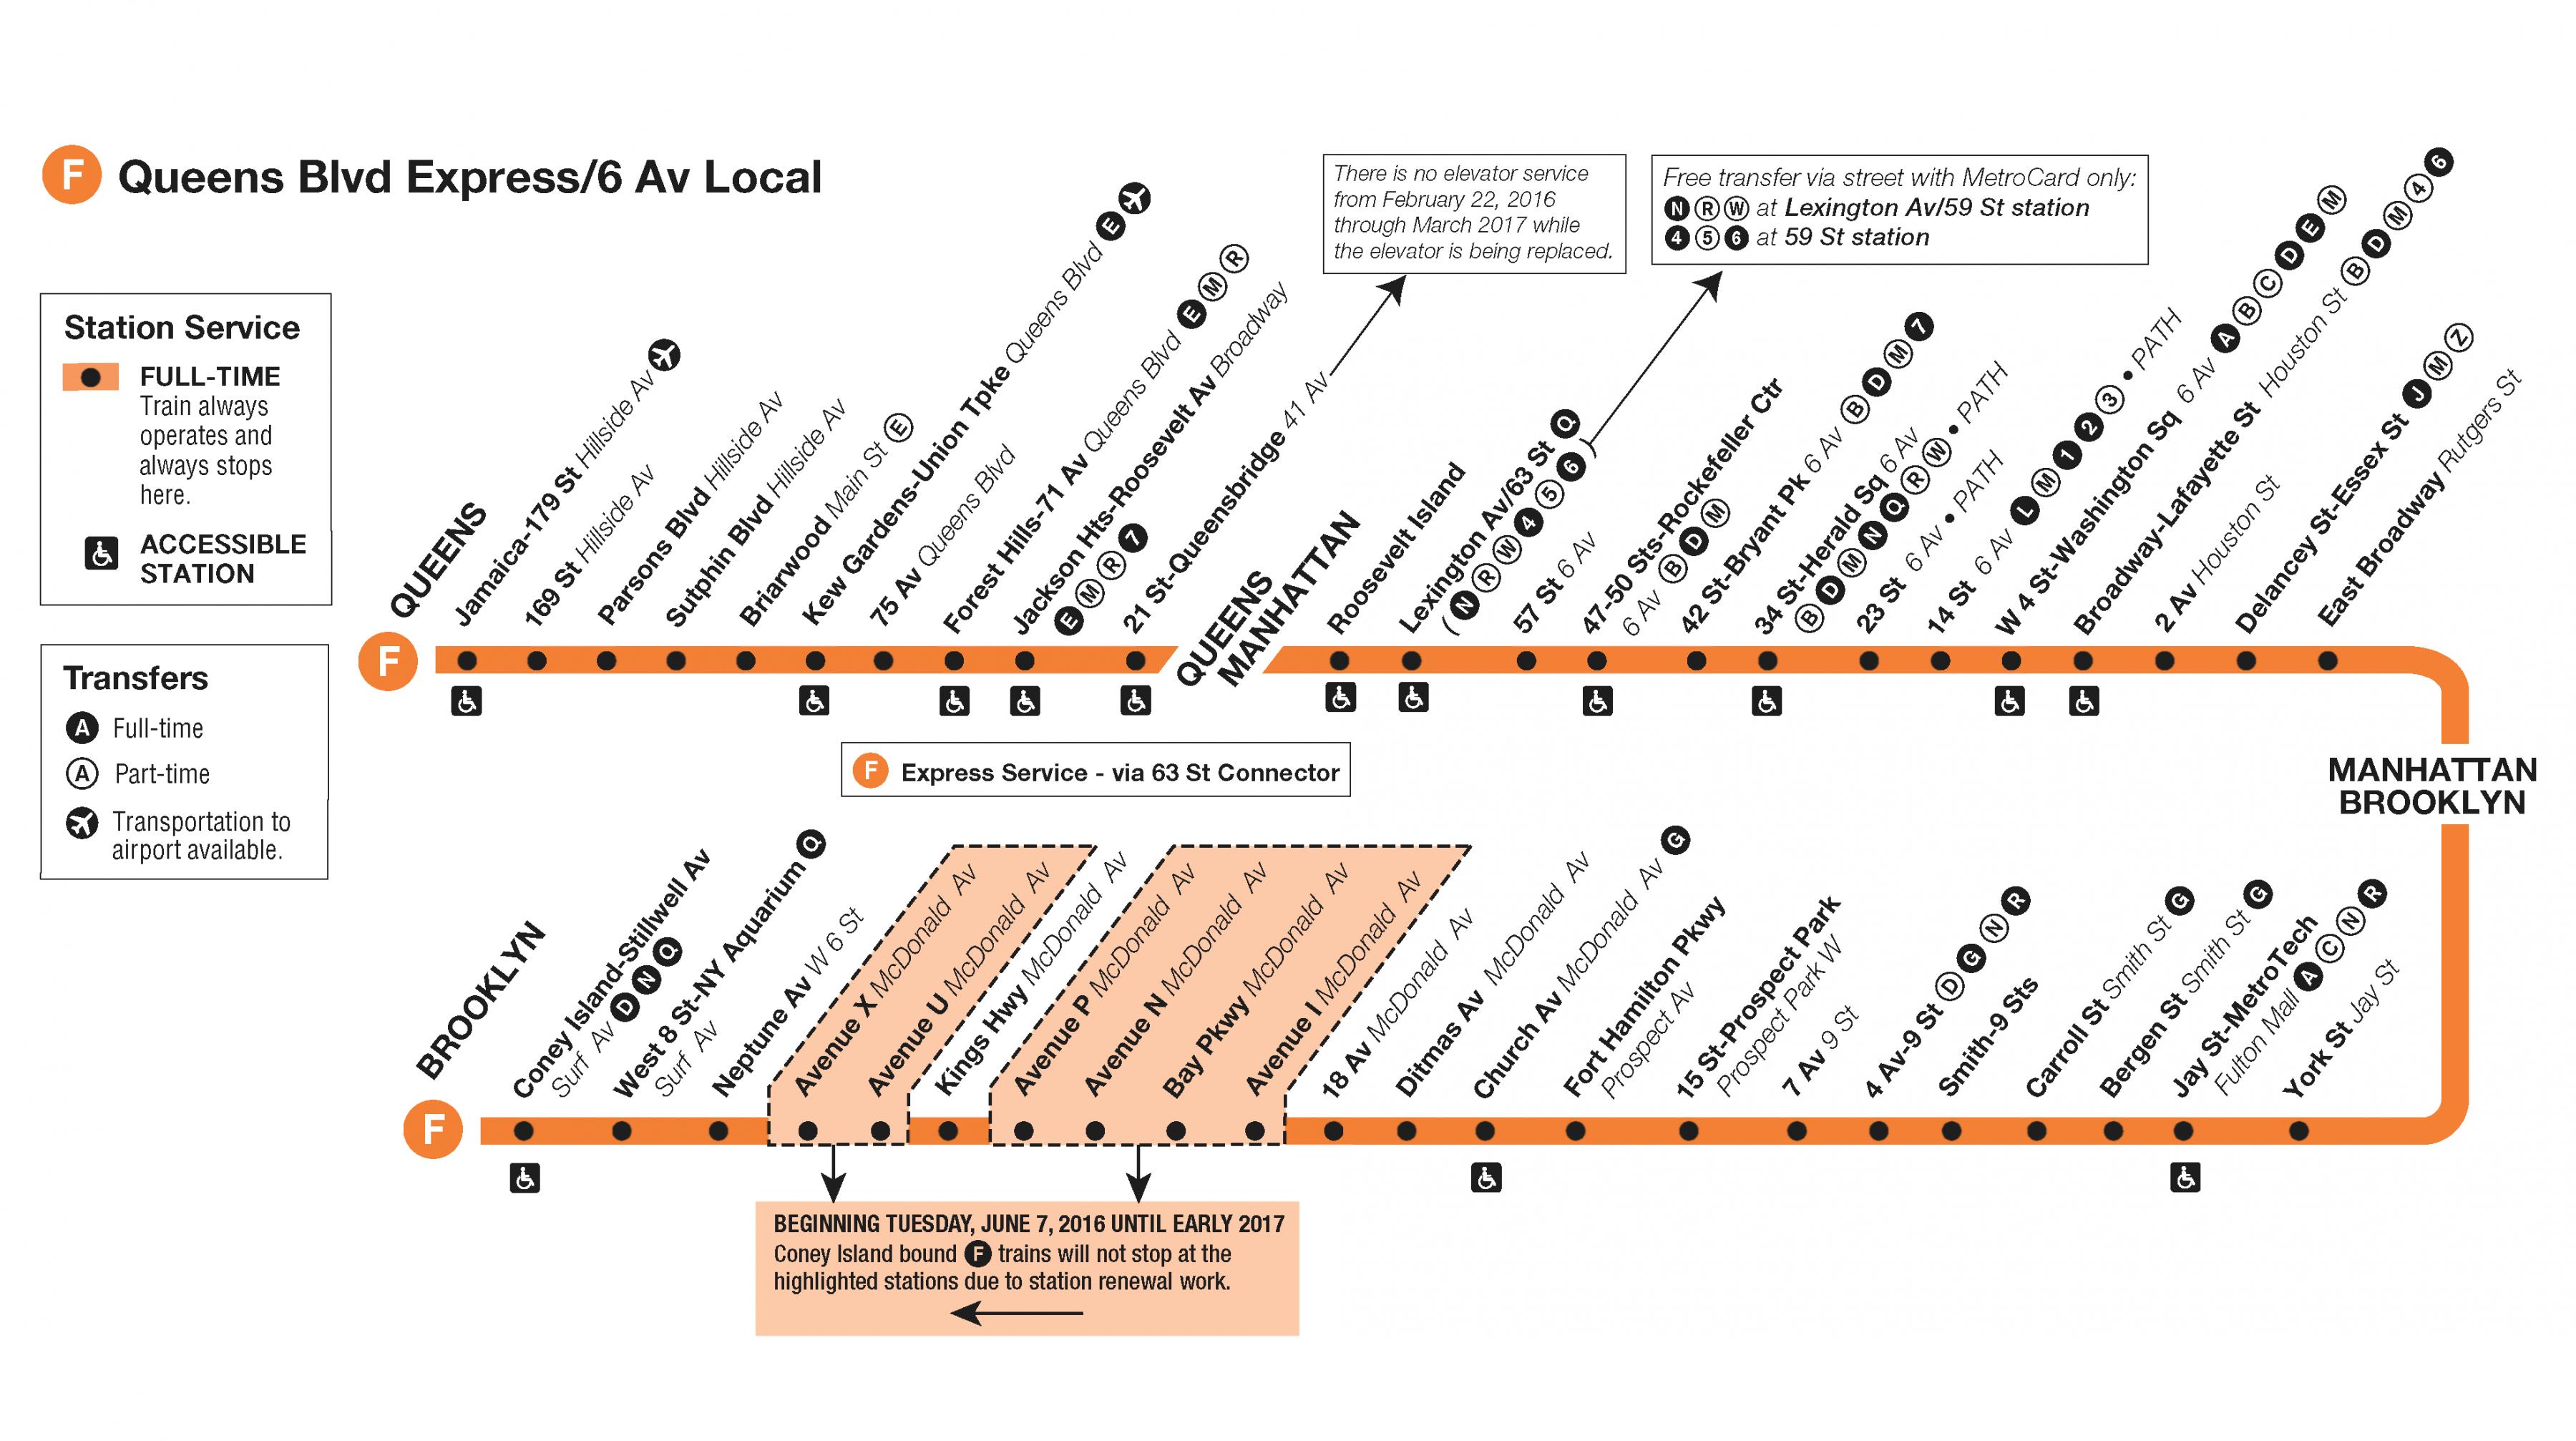 F Queens Blvd Express/6 Av Local
Station Service
FULL-TIME
Train always
operates and
always stops
here.
ACCESSIBLE
STATION
Transfers
A Full-time
A Part-time
Transportation to
airport available.
There is no elevator service
from February 22, 2016
through March 2017 while
the elevator is being replaced.
Free transfer via street with MetroCard only:
N R W at Lexington Av/59 St station
4 5 6 at 59 St station
F
QUEENS
Jamaica-179 St Hillside Av
169 St Hillside Av
Parsons Blvd Hillside Av
Sutphin Blvd Hillside Av
Briarwood Main St E
Kew Gardens-Union Tpke Queens Blvd E
75 Av Queens Blvd
Forest Hills-71 Av Queens Blvd E M R
Jackson Hts-Roosevelt Av Broadway
E M R 7
21 St-Queensbridge 41 Av
QUEENS
MANHATTAN
Roosevelt Island
Lexington Av/63 St Q
( N R W 4 5 6 )
57 St 6 Av
47-50 Sts-Rockefeller Ctr
6 Av B D M
42 St-Bryant Pk 6 Av B D M 7
34 St-Herald Sq 6 Av
B D M N Q R W • PATH
23 St 6 Av • PATH
14 St 6 Av L M 1 2 3 • PATH
W 4 St-Washington Sq 6 Av A B C D E M
Broadway-Lafayette St Houston St B D M 4 6
2 Av Houston St
Delancey St-Essex St J M Z
East Broadway Rutgers St
F Express Service - via 63 St Connector
MANHATTAN
BROOKLYN
F
BROOKLYN
Coney Island-Stillwell Av
Surf Av D N Q
West 8 St-NY Aquarium Q
Surf Av
Neptune Av W 6 St
Avenue X McDonald Av
Avenue U McDonald Av
Kings Hwy McDonald Av
Avenue P McDonald Av
Avenue N McDonald Av
Bay Pkwy McDonald Av
Avenue I McDonald Av
18 Av McDonald Av
Ditmas Av McDonald Av
Church Av McDonald Av G
Fort Hamilton Pkwy
Prospect Av
15 St-Prospect Park
Prospect Park W
7 Av 9 St
4 Av-9 St D G N R
Smith-9 Sts
Carroll St Smith St G
Bergen St Smith St G
Jay St-MetroTech
Fulton Mall A C N R
York St Jay St
BEGINNING TUESDAY, JUNE 7, 2016 UNTIL EARLY 2017
Coney Island bound F trains will not stop at the
highlighted stations due to station renewal work.